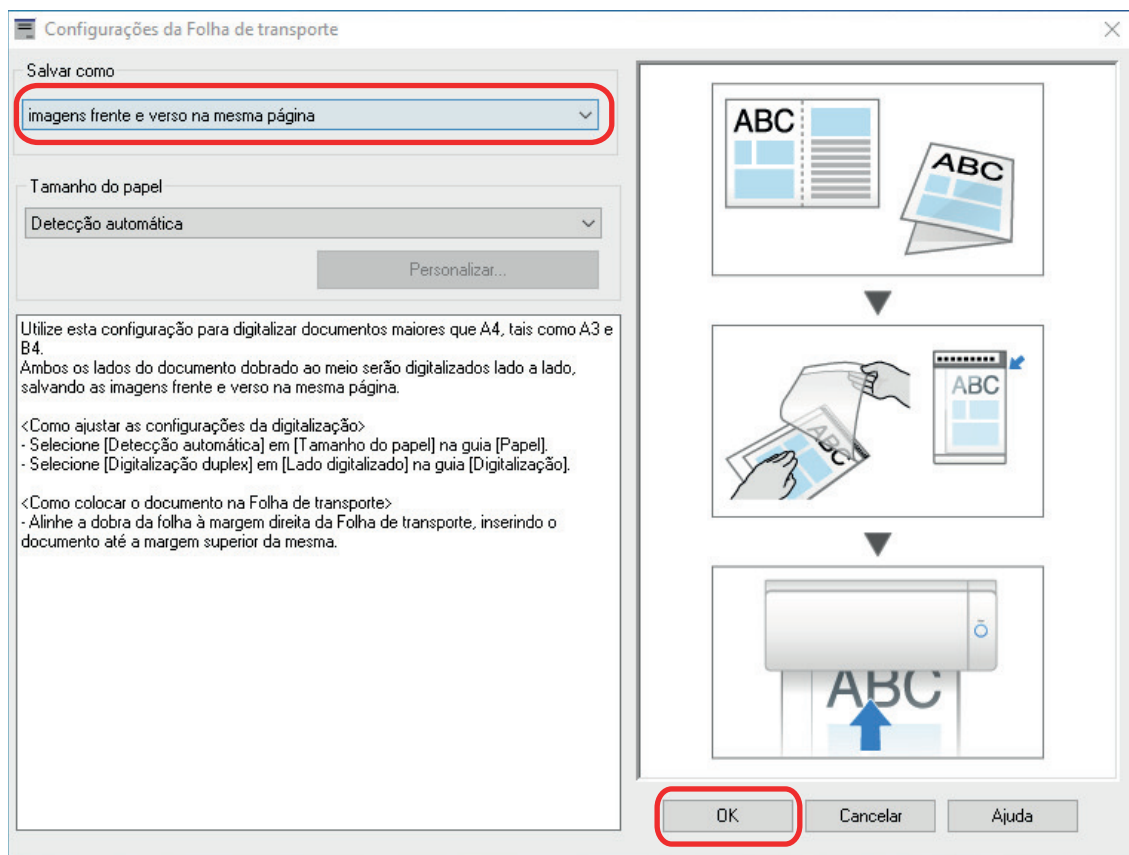 Configurações da Folha de transporte
Salvar como
imagens frente e verso na mesma página
Tamanho do papel
Detecção automática
Personalizar...
Utilize esta configuração para digitalizar documentos maiores que A4, tais como A3 e
B4.
Ambos os lados do documento dobrado ao meio serão digitalizados lado a lado,
salvando as imagens frente e verso na mesma página.
<Como ajustar as configurações da digitalização>
- Selecione [Detecção automática] em [Tamanho do papel] na guia [Papel].
- Selecione [Digitalização duplex] em [Lado digitalizado] na guia [Digitalização].
<Como colocar o documento na Folha de transporte>
- Alinhe a dobra da folha à margem direita da Folha de transporte, inserindo o
documento até a margem superior da mesma.
ABC
ABC
ABC
ABC
ABC
OK
Cancelar
Ajuda